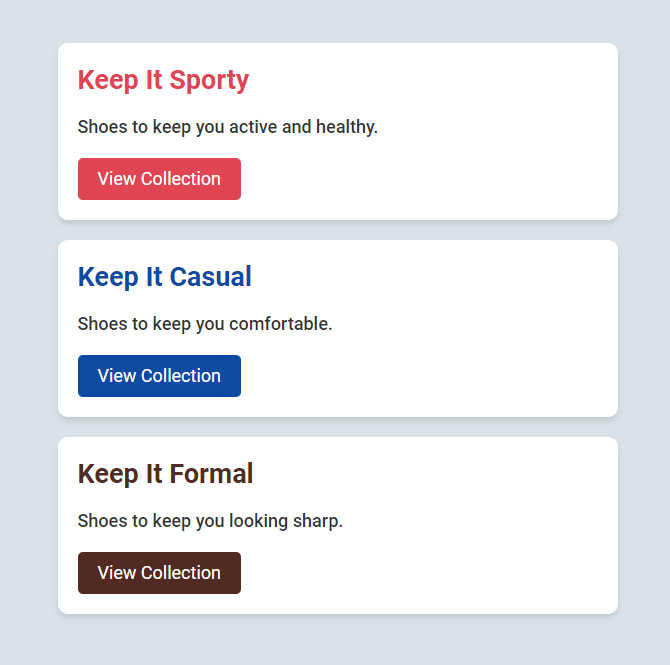 Keep It Sporty
Shoes to keep you active and healthy.
View Collection
Keep It Casual
Shoes to keep you comfortable.
View Collection
Keep It Formal
Shoes to keep you looking sharp.
View Collection